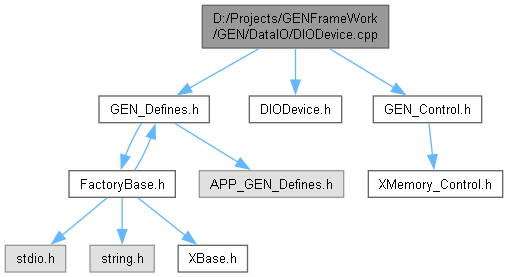 D:/Projects/GENFrameWork
/GEN/DataIO/DIODevice.cpp
GEN_Defines.h
DIODevice.h
GEN_Control.h
FactoryBase.h
APP_GEN_Defines.h
XMemory_Control.h
stdio.h
string.h
XBase.h